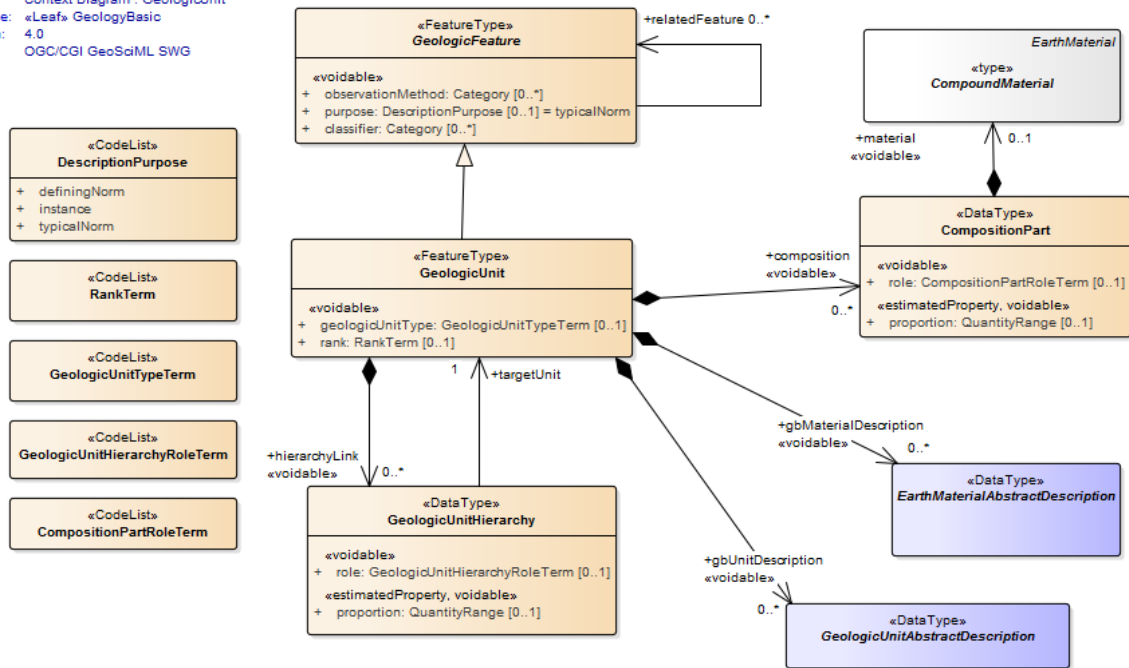 Context Diagram : GeologicUnit
e: «Leaf» GeologyBasic
: 4.0
OGC/CGI GeoSciML SWG
«FeatureType»
GeologicFeature
«voidable»
+ observationMethod: Category [0..*]
+ purpose: DescriptionPurpose [0..1] = typicalNorm
+ classifier: Category [0..*]
+relatedFeature 0..*
EarthMaterial
«type»
CompoundMaterial
+material
«voidable»
0..1
«CodeList»
DescriptionPurpose
+ definingNorm
+ instance
+ typicalNorm
«CodeList»
RankTerm
«CodeList»
GeologicUnitTypeTerm
«CodeList»
GeologicUnitHierarchyRoleTerm
«CodeList»
CompositionPartRoleTerm
«FeatureType»
GeologicUnit
«voidable»
+ geologicUnitType: GeologicUnitTypeTerm [0..1]
+ rank: RankTerm [0..1]
+composition
«voidable»
0..*
«DataType»
CompositionPart
«voidable»
+ role: CompositionPartRoleTerm [0..1]
«estimatedProperty, voidable»
+ proportion: QuantityRange [0..1]
1
+targetUnit
+hierarchyLink
«voidable»
0..*
+gbMaterialDescription
«voidable»
0..*
«DataType»
EarthMaterialAbstractDescription
«DataType»
GeologicUnitHierarchy
«voidable»
+ role: GeologicUnitHierarchyRoleTerm [0..1]
«estimatedProperty, voidable»
+ proportion: QuantityRange [0..1]
+gbUnitDescription
«voidable»
0..*
«DataType»
GeologicUnitAbstractDescription